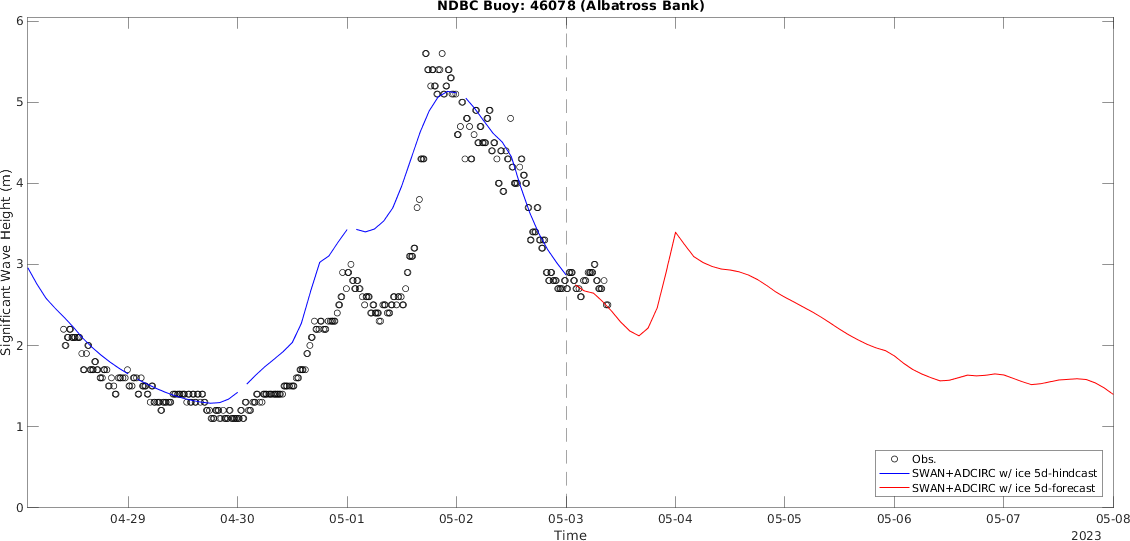 NDBC Buoy: 46078 (Albatross Bank)
6
5
4
3
2
1
0
Significant Wave Height (m)
Obs.
SWAN+ADCIRC w/ ice 5d-hindcast
SWAN+ADCIRC w/ ice 5d-forecast
04-29 04-30 05-01 05-02 05-03 05-04 05-05 05-06 05-07 05-08
Time 2023